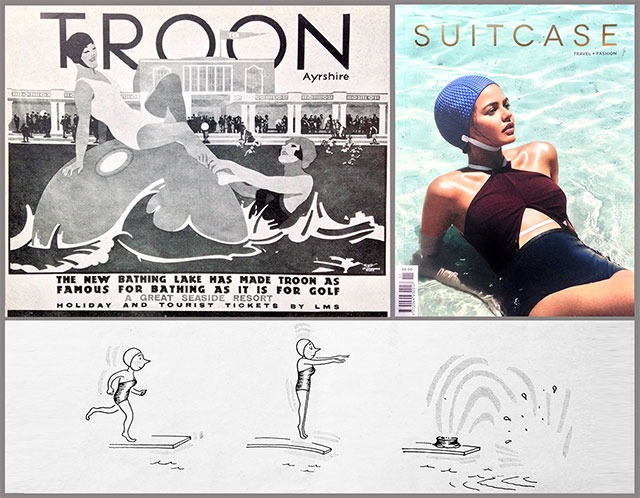 TROON
Ayrshire
THE NEW BATHING LAKE HAS MADE TROON AS
FAMOUS FOR BATHING AS IT IS FOR GOLF
A GREAT SEASIDE RESORT
HOLIDAY AND TOURIST TICKETS BY LMS
SUITCASE
TRAVEL + FASHION